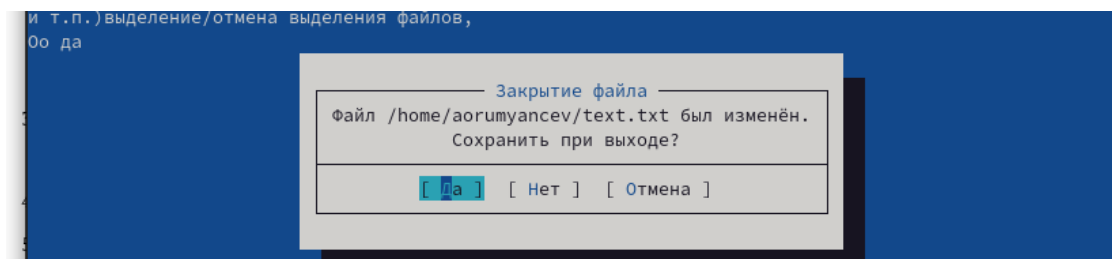 и т.п.)выделение/отмена выделения файлов,
Оо да
Закрытие файла
Файл /home/aorumyancev/text.txt был изменён.
Сохранить при выходе?
[ Да ] [ Нет ] [ Отмена ]